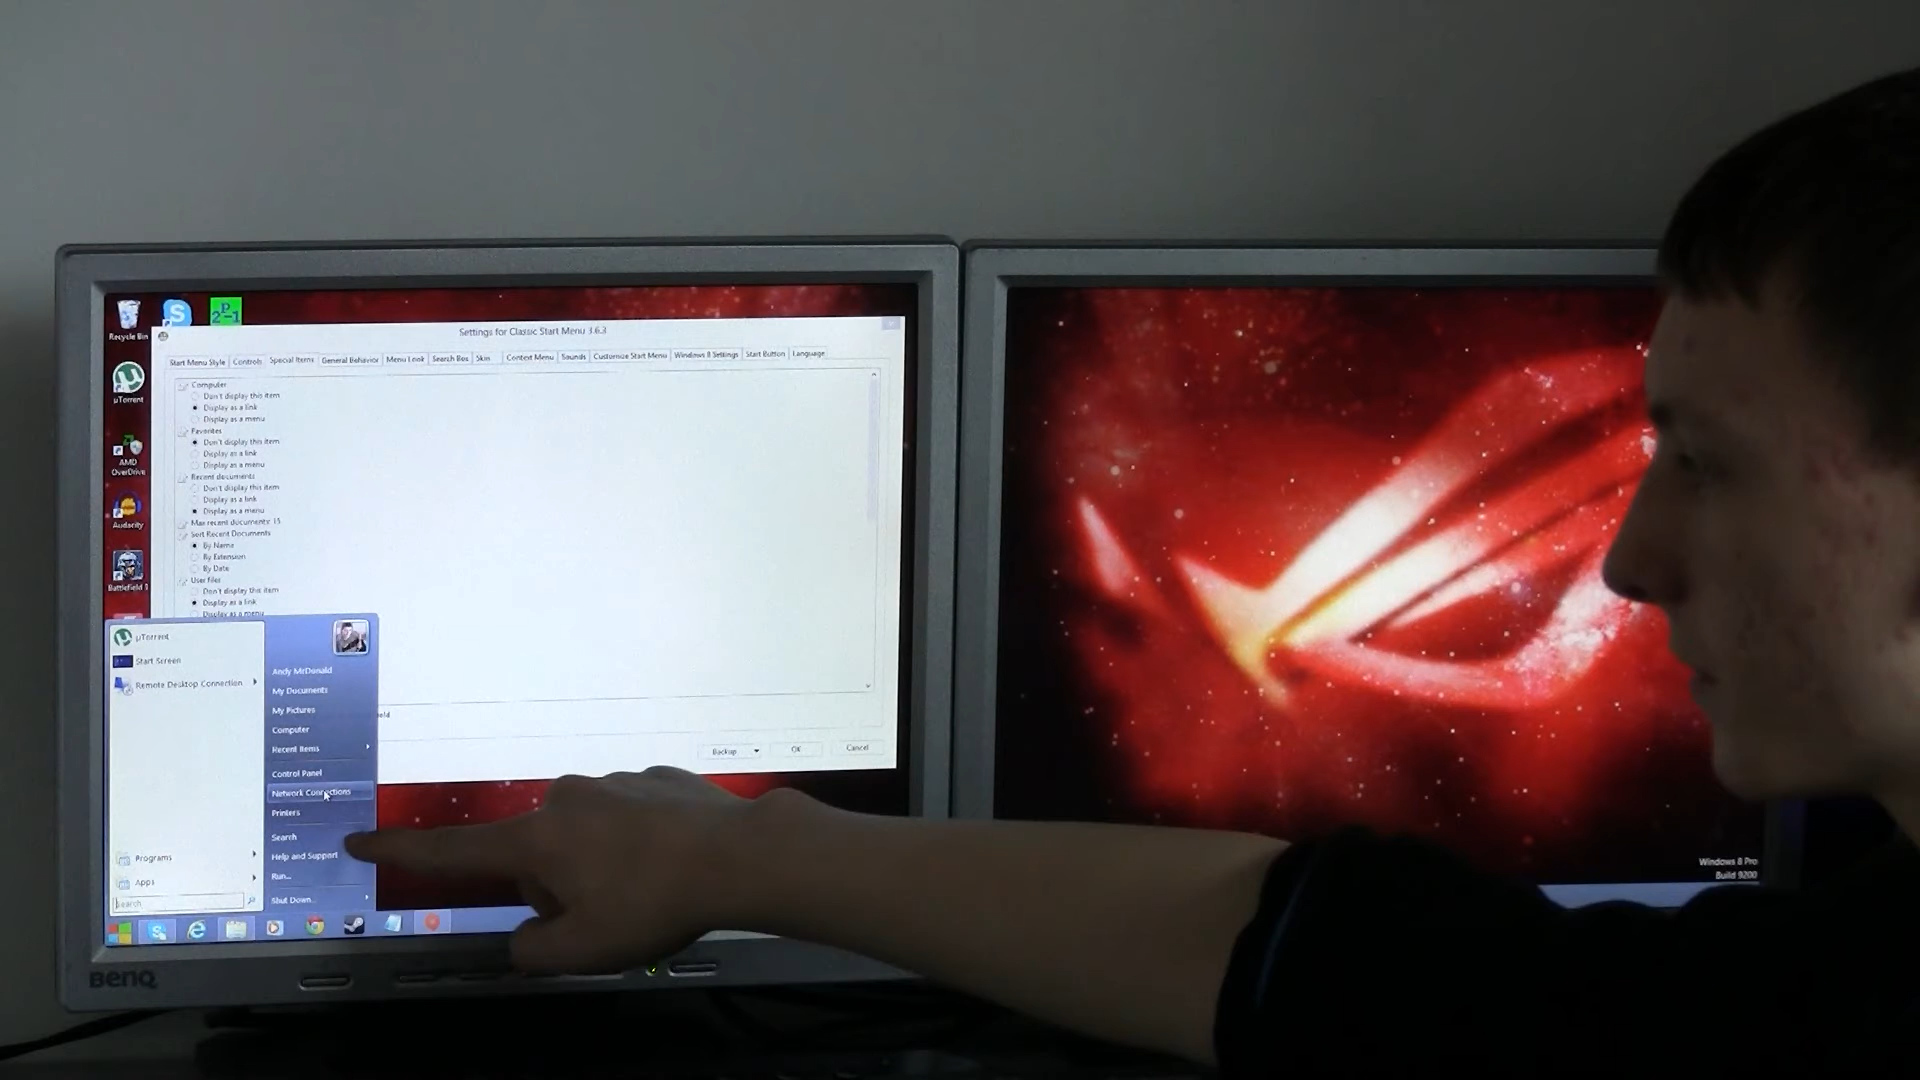 Recycle Bin
S
P
2 -1
µTorrent
AMD
OverDrive
Audacity
Battlefield 3
Settings for Classic Start Menu 3.6.3
Start Menu Style
Controls
Special Items
General Behavior
Menu Look
Search Box
Skin
Context Menu
Sounds
Customize Start Menu
Windows 8 Settings
Start Button
Language
Computer
Don't display this item
Display as a link
Display as a menu
Favorites
Don't display this item
Display as a link
Display as a menu
Recent documents
Don't display this item
Display as a link
Display as a menu
Max recent documents: 15
Sort Recent Documents
By Name
By Extension
By Date
User files
Don't display this item
Display as a link
Display as a menu
Backup
OK
Cancel
µTorrent
Start Screen
Remote Desktop Connection
Programs
Apps
Search
Andy McDonald
My Documents
My Pictures
Computer
Recent Items
Control Panel
Network Connections
Printers
Search
Help and Support
Run...
Shut Down...
BenQ
Windows 8 Pro
Build 9200